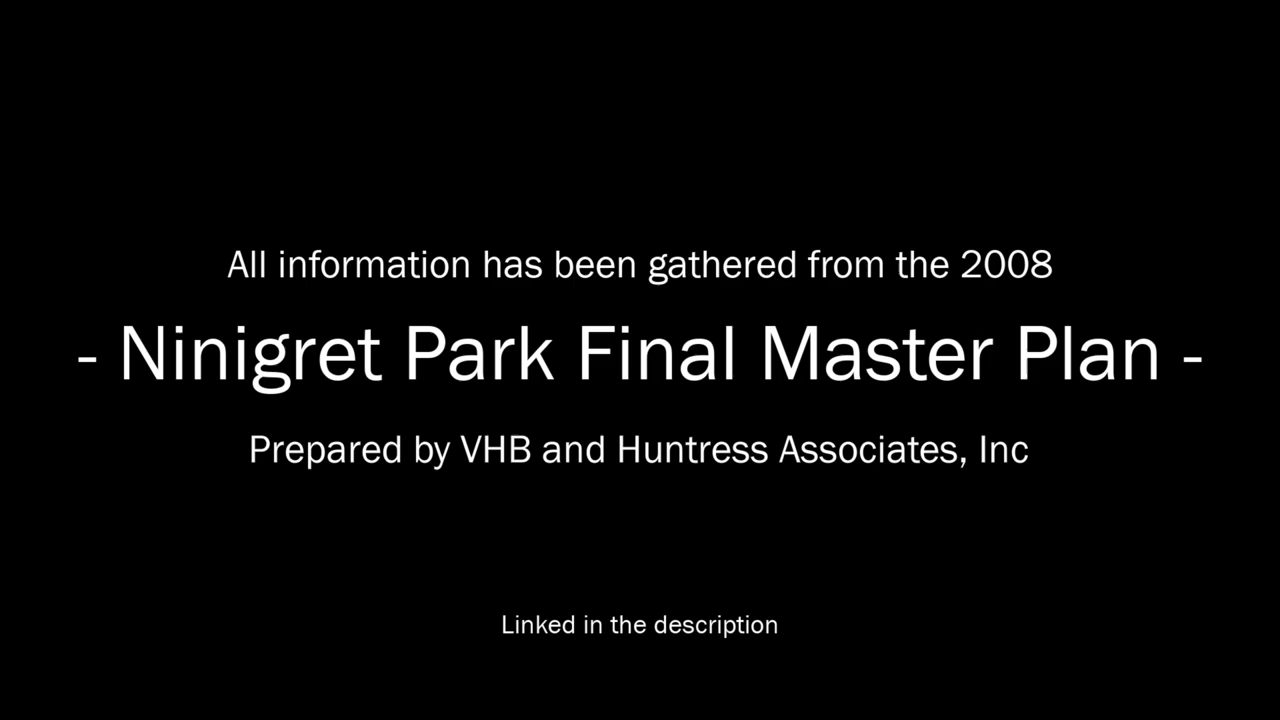 All information has been gathered from the 2008
- Ninigret Park Final Master Plan -
Prepared by VHB and Huntress Associates, Inc
Linked in the description